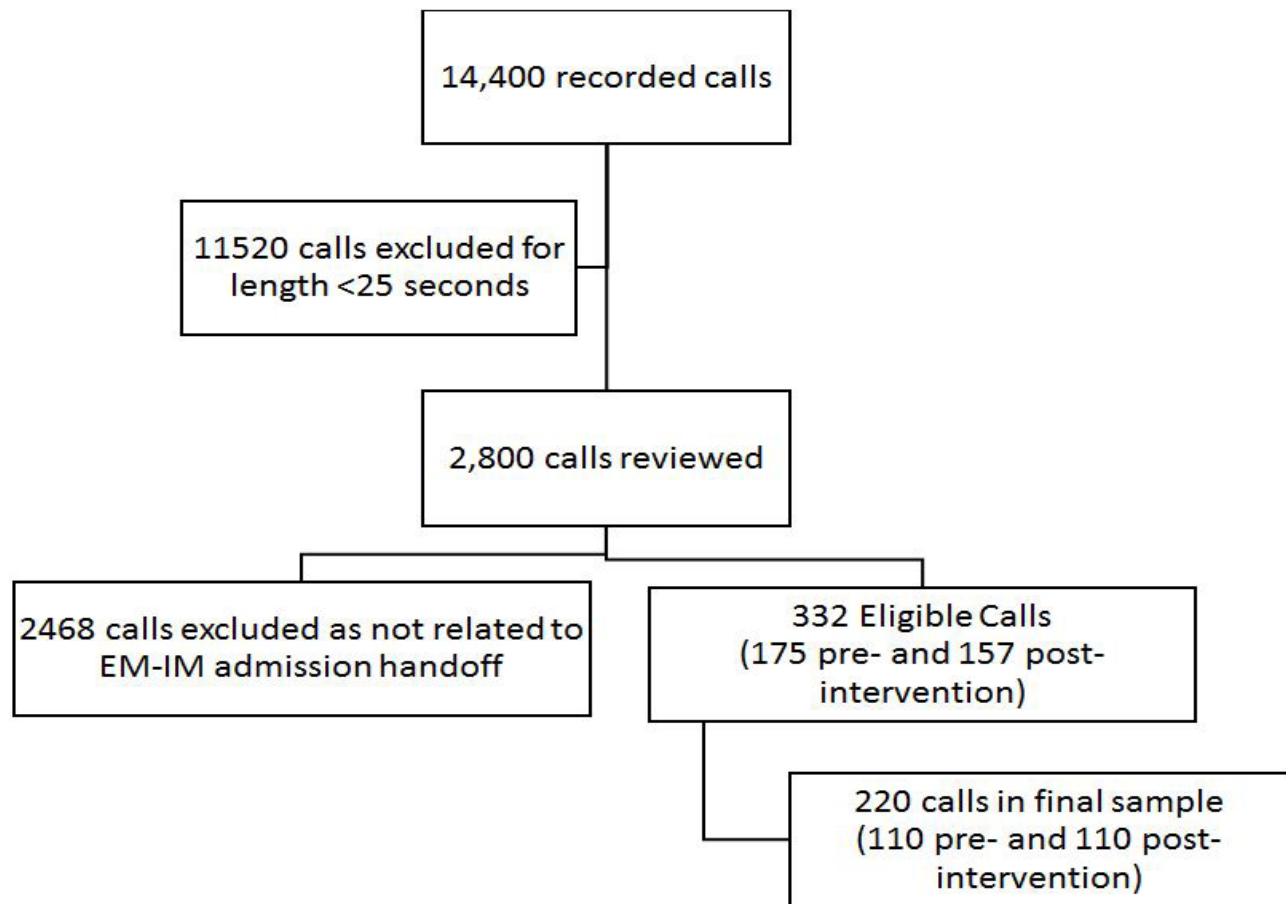 14,400 recorded calls
11520 calls excluded for
length <25 seconds
2,800 calls reviewed
2468 calls excluded as not related to
EM-IM admission handoff
332 Eligible Calls
(175 pre- and 157 post-
intervention)
220 calls in final sample
(110 pre- and 110 post-
intervention)